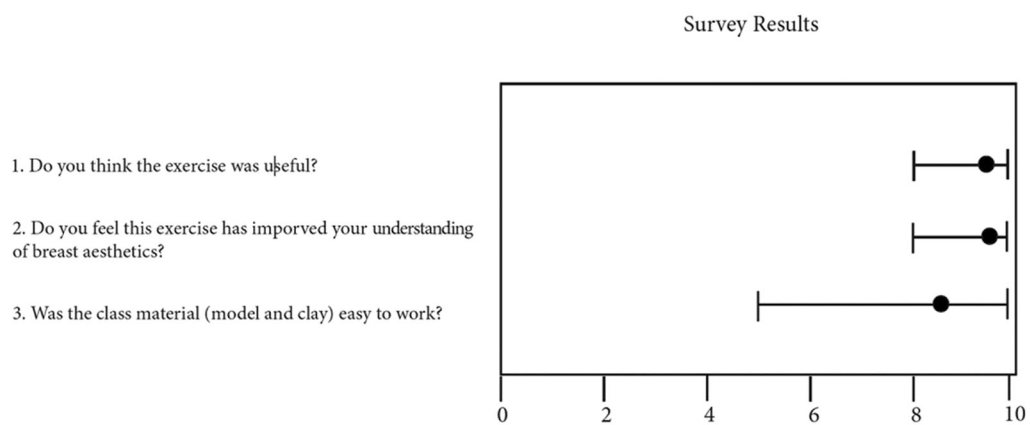 Survey Results
1. Do you think the exercise was useful?
2. Do you feel this exercise has imporved your understanding
of breast aesthetics?
3. Was the class material (model and clay) easy to work?
0 2 4 6 8 10